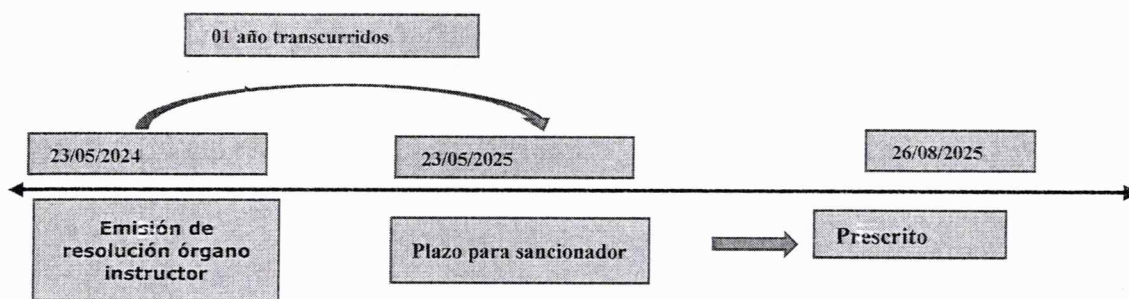 01 año transcurridos
23/05/2024
23/05/2025
26/08/2025
Emisión de
resolución órgano
instructor
Plazo para sancionador
Prescrito